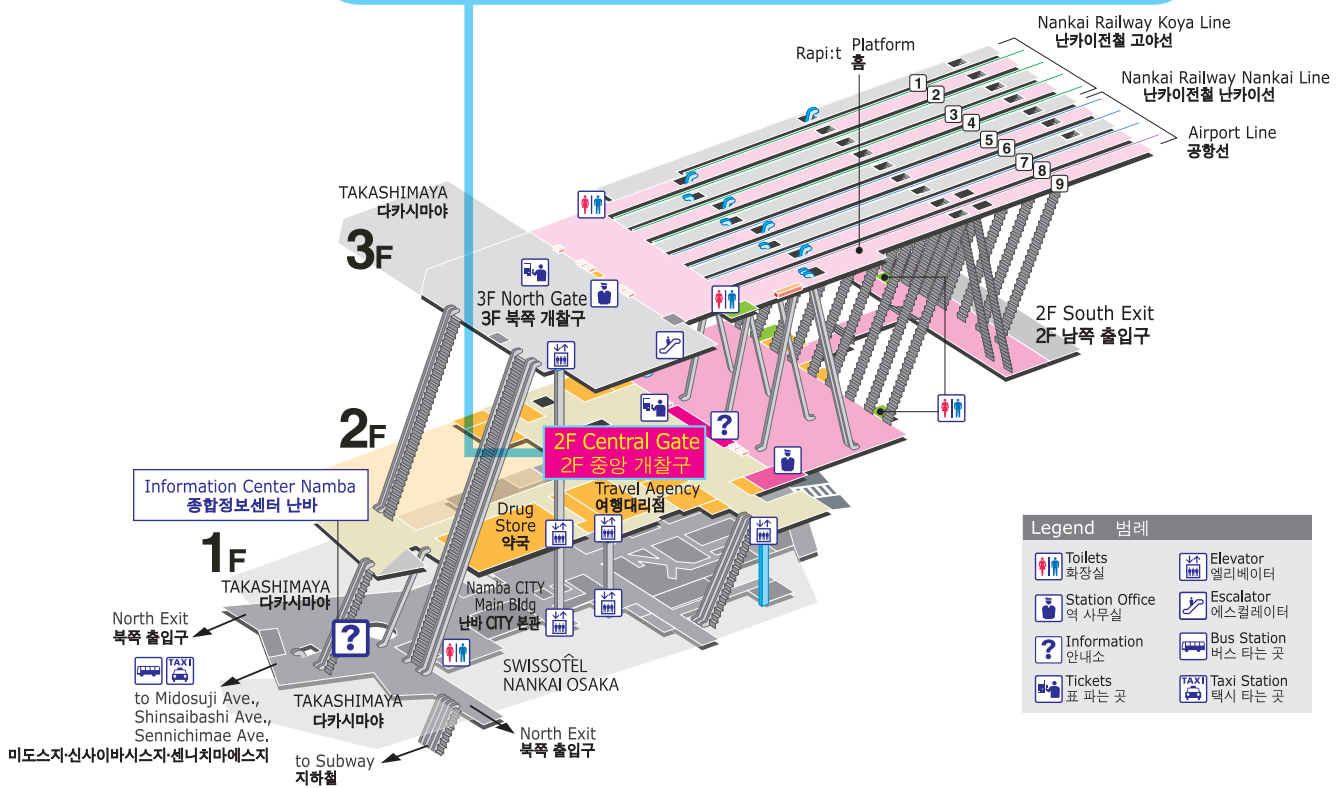 Nankai Railway Koya Line
난카이전철 고야선
Rapi:t
Platform
홈
Nankai Railway Nankai Line
난카이전철 난카이선
Airport Line
공항선
1
2
3
4
5
6
7
8
9
TAKASHIMAYA
다카시마야
3F
3F North Gate
3F 북쪽 개찰구
2F South Exit
2F 남쪽 출입구
2F
?
2F Central Gate
2F 중앙 개찰구
Information Center Namba
종합정보센터 난바
Travel Agency
여행대리점
Drug
Store
약국
1F
TAKASHIMAYA
다카시마야
Namba CITY
Main Bldg
난바 CITY 본관
North Exit
북쪽 출입구
?
TAXI
to Midosuji Ave.,
Shinsaibashi Ave.,
Sennichimae Ave.
미도스지·신사이바시스지·센니치마에스지
TAKASHIMAYA
다카시마야
SWISSOTEL
NANKAI OSAKA
North Exit
북쪽 출입구
to Subway
지하철
Legend 범례
Toilets
화장실
Elevator
엘리베이터
Station Office
역 사무실
Escalator
에스컬레이터
?
Information
안내소
Bus Station
버스 타는 곳
Tickets
표 파는 곳
TAXI
Taxi Station
택시 타는 곳